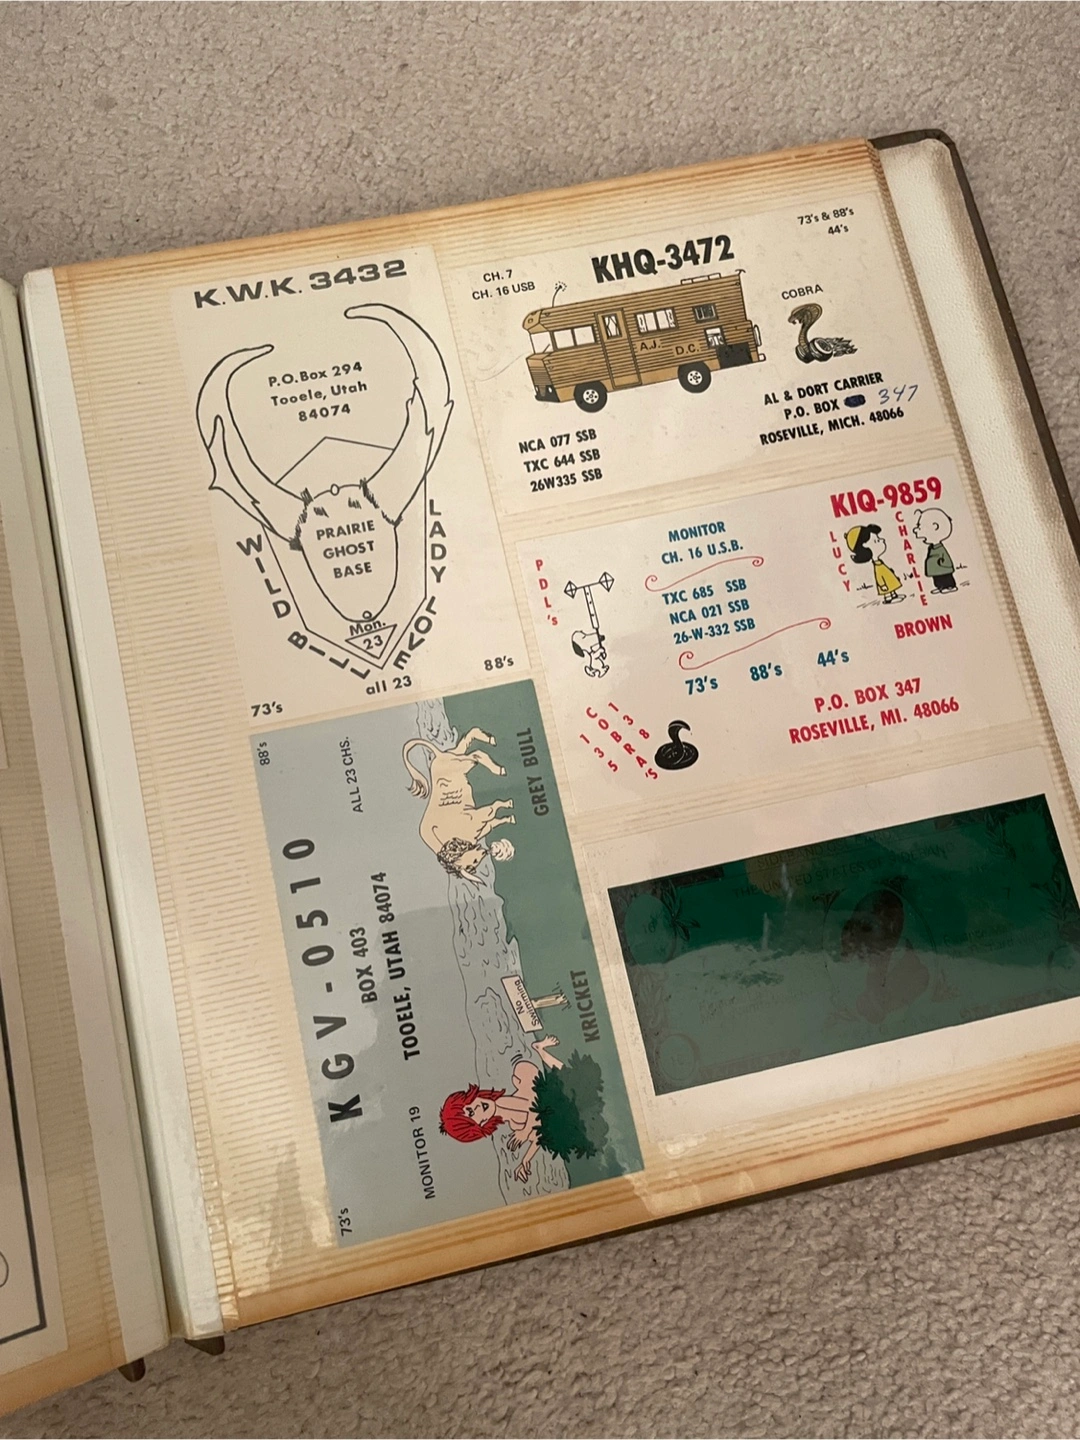 K.W.K. 3432
P.O. Box 294
Tooele, Utah
84074
PRAIRIE
GHOST
BASE
WILD BILL
LADY LOVE
Mon.
23
all 23
73's
88's
CH. 7
CH. 16 USB
KHQ-3472
73's & 88's
44's
A.J.
D.C.
COBRA
NCA 077 SSB
TXC 644 SSB
26W335 SSB
AL & DORT CARRIER
P.O. BOX 347
ROSEVILLE, MICH. 48066
KIQ-9859
PDL's
MONITOR
CH. 16 U.S.B.
TXC 685 SSB
NCA 021 SSB
26-W-332 SSB
LUCY
CHARLIE
BROWN
73's 88's 44's
P.O. BOX 347
ROSEVILLE, MI. 48066
88's
ALL 23 CHS.
GREY BULL
KGV-0510
BOX 403
TOOELE, UTAH 84074
No
Swimming
KRICKET
73's
MONITOR 19